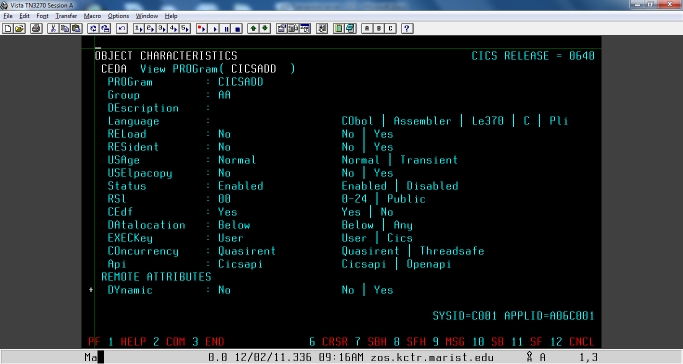 Vista TN3270 Session A
File Edit Font Transfer Macro Options Window Help
OBJECT CHARACTERISTICS CICS RELEASE = 0640
CEDA View PROGram( CICSADD )
PROGram : CICSADD
Group : AA
DEscription :
Language : CObol | Assembler | Le370 | C | Pli
RELoad : No No | Yes
RESident : No No | Yes
USAge : Normal Normal | Transient
USElpacopy : No No | Yes
Status : Enabled Enabled | Disabled
RSl : 00 0-24 | Public
CEdf : Yes Yes | No
DAtalocation : Below Below | Any
EXECKey : User User | Cics
COncurrency : Quasirent Quasirent | Threadsafe
Api : Cicsapi Cicsapi | Openapi
REMOTE ATTRIBUTES
+ DYnamic : No No | Yes
SYSID=C001 APPLID=A06C001
PF 1 HELP 2 COM 3 END 6 CRSR 7 SBH 8 SFH 9 MSG 10 SB 11 SF 12 CNCL
Ma 0.0 12/02/11.336 09:16AM zos.kctr.marist.edu A 1,3